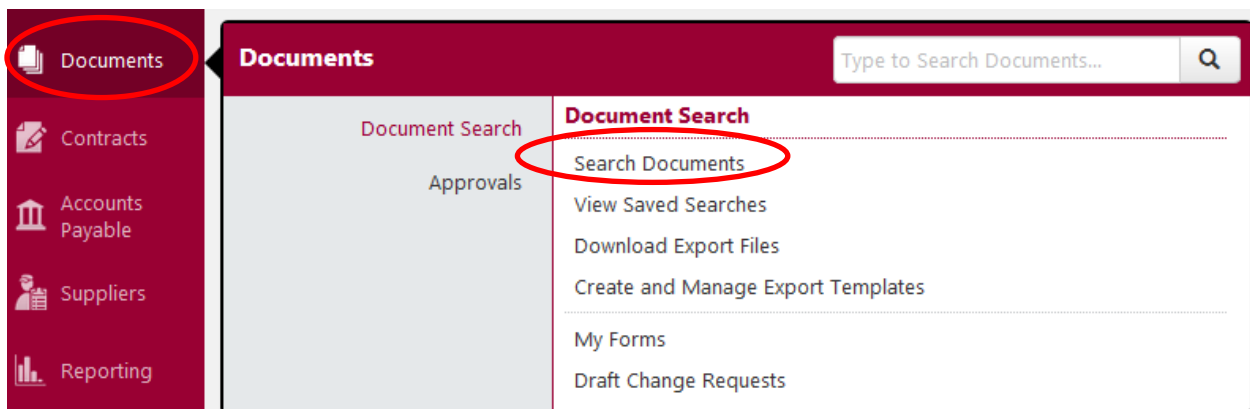 Documents
Contracts
Accounts
Payable
Suppliers
Reporting
Documents
Type to Search Documents...
Document Search
Approvals
Document Search
Search Documents
View Saved Searches
Download Export Files
Create and Manage Export Templates
My Forms
Draft Change Requests